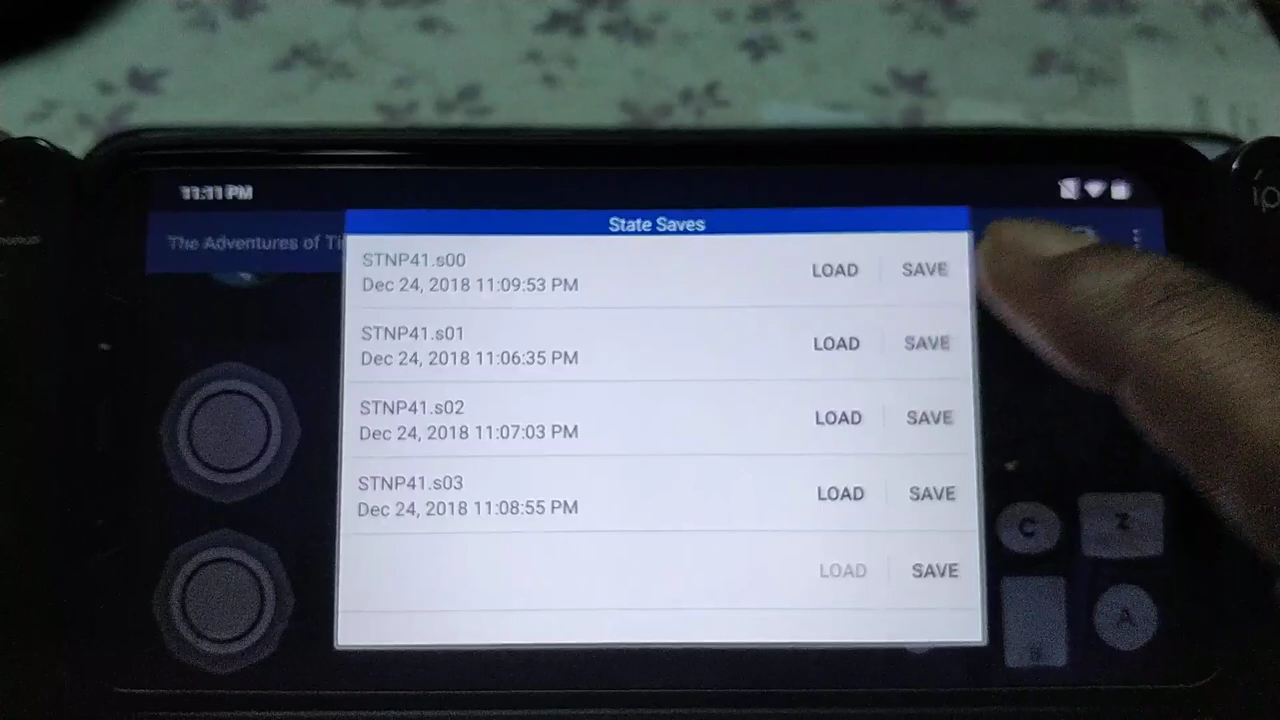 11:11 PM
The Adventures of Ti
State Saves
STNP41.s00
Dec 24, 2018 11:09:53 PM
LOAD
SAVE
STNP41.s01
Dec 24, 2018 11:06:35 PM
LOAD
SAVE
STNP41.s02
Dec 24, 2018 11:07:03 PM
LOAD
SAVE
STNP41.s03
Dec 24, 2018 11:08:55 PM
LOAD
SAVE
LOAD
SAVE
C
Z
A
íp